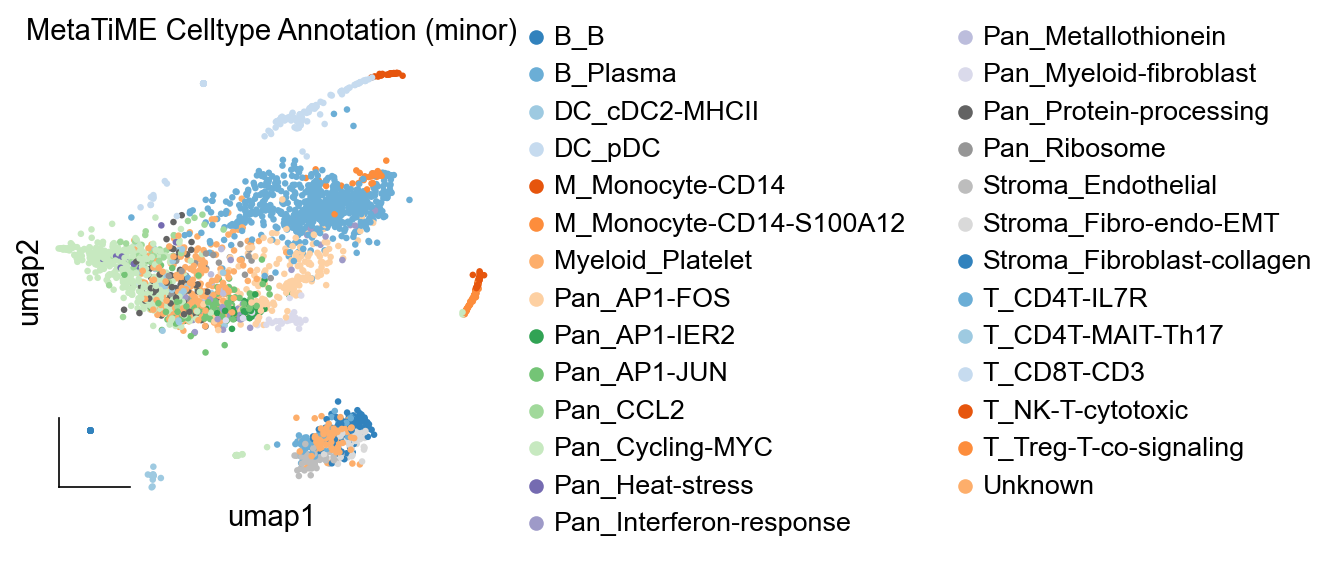 MetaTiME Celltype Annotation (minor)
umap2
umap1
B_B
B_Plasma
DC_cDC2-MHCII
DC_pDC
M_Monocyte-CD14
M_Monocyte-CD14-S100A12
Myeloid_Platelet
Pan_AP1-FOS
Pan_AP1-IER2
Pan_AP1-JUN
Pan_CCL2
Pan_Cycling-MYC
Pan_Heat-stress
Pan_Interferon-response
Pan_Metallothionein
Pan_Myeloid-fibroblast
Pan_Protein-processing
Pan_Ribosome
Stroma_Endothelial
Stroma_Fibro-endo-EMT
Stroma_Fibroblast-collagen
T_CD4T-IL7R
T_CD4T-MAIT-Th17
T_CD8T-CD3
T_NK-T-cytotoxic
T_Treg-T-co-signaling
Unknown